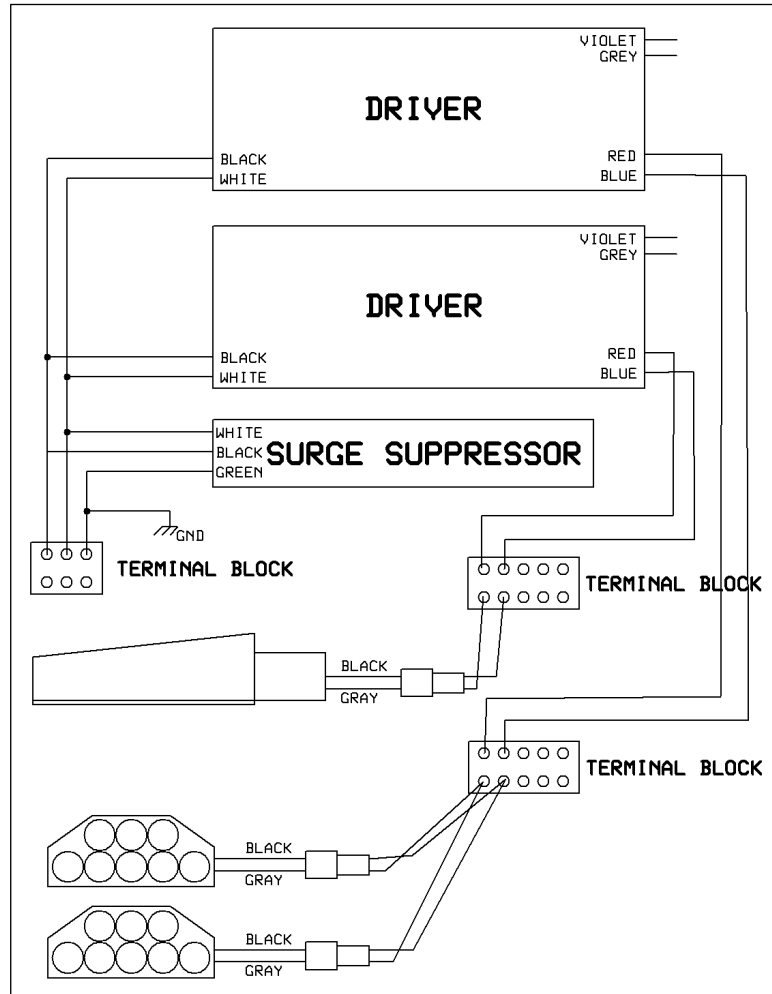 VIOLET
GREY
DRIVER
BLACK
WHITE
RED
BLUE
VIOLET
GREY
DRIVER
BLACK
WHITE
RED
BLUE
WHITE
BLACK
GREEN
SURGE SUPPRESSOR
GND
TERMINAL BLOCK
TERMINAL BLOCK
BLACK
GRAY
TERMINAL BLOCK
BLACK
GRAY
BLACK
GRAY